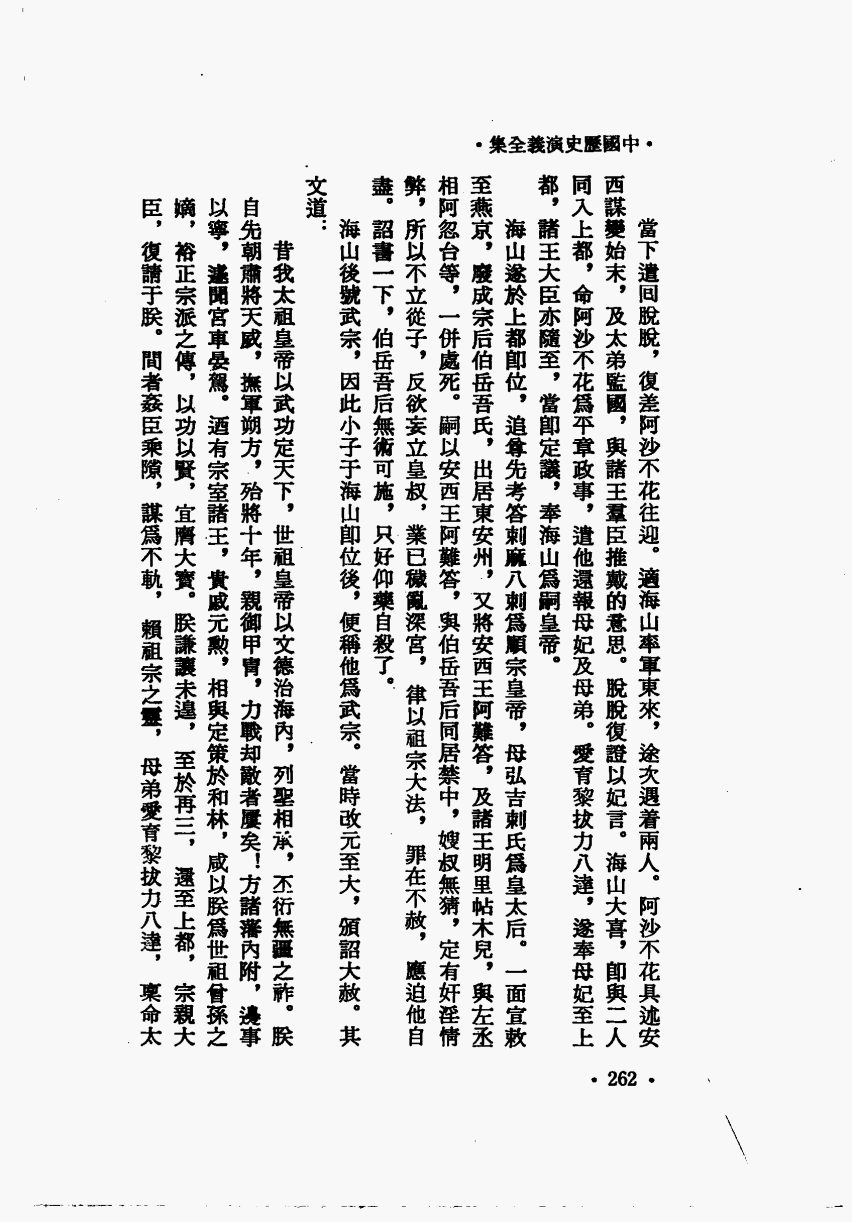 ·中國歷史演義全集·
當下遣回脫脫，復差阿沙不花往迎。適海山率軍東來，途次遇着兩人。阿沙不花具述安
西謀變始末，及太弟監國，與諸王羣臣推戴的意思。脫脫復證以妃言。海山大喜，卽與二人
同入上都，命阿沙不花爲平章政事，遣他還報母妃及母弟。愛育黎拔力八達，遂奉母妃至上
都，諸王大臣亦隨至，當卽定議，奉海山爲嗣皇帝。
海山遂於上都卽位，追尊先考答剌麻八剌爲順宗皇帝，母弘吉剌氏爲皇太后。一面宣敕
至燕京，廢成宗后伯岳吾氏，出居東安州，又將安西王阿難答，及諸王明里帖木兒，與左丞
相阿忽台等，一併處死。嗣以安西王阿難答，與伯岳吾后同居禁中，嫂叔無猜，定有奸淫情
弊，所以不立從子，反欲妄立皇叔，業已穢亂深宮，律以祖宗大法，罪在不赦，應迫他自
盡。詔書一下，伯岳吾后無術可施，只好仰藥自殺了。
海山後號武宗，因此小子于海山卽位後，便稱他爲武宗。當時改元至大，頒詔大赦。其
文道：
昔我太祖皇帝以武功定天下，世祖皇帝以文德治海內，列聖相承，丕衍無疆之祚。朕
自先朝肅將天威，撫軍朔方，殆將十年，親御甲胄，力戰却敵者屢矣！方諸藩內附，邊事
以寧，遽聞宮車晏駕。迺有宗室諸王，貴戚元勳，相與定策於和林，咸以朕爲世祖曾孫之
嫡，裕正宗派之傳，以功以賢，宜膺大寶。朕謙讓未遑，至於再三，還至上都，宗親大
臣，復請于朕。間者姦臣乘隙，謀爲不軌，賴祖宗之靈，母弟愛育黎拔力八達，稟命太
·262·